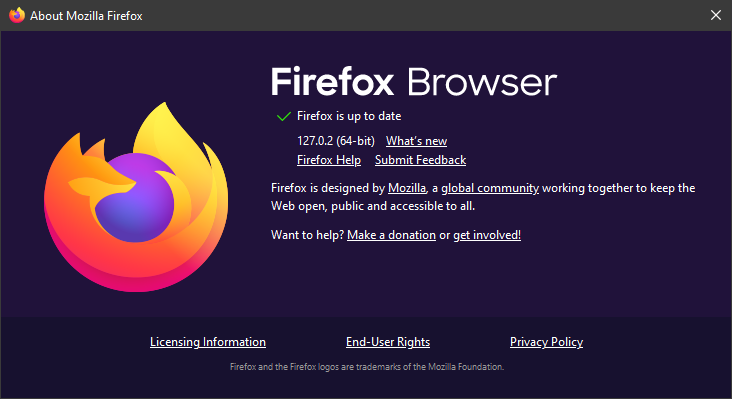 About Mozilla Firefox
Firefox Browser
Firefox is up to date
127.0.2 (64-bit) What's new
Firefox Help Submit Feedback
Firefox is designed by Mozilla, a global community working together to keep the
Web open, public and accessible to all.
Want to help? Make a donation or get involved!
Licensing Information End-User Rights Privacy Policy
Firefox and the Firefox logos are trademarks of the Mozilla Foundation.